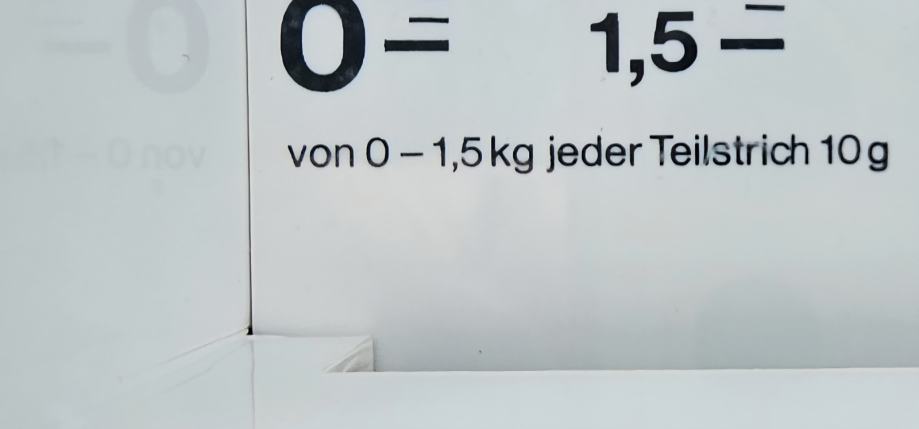 0= 1,5=
von 0 – 1,5 kg jeder Teilstrich 10 g